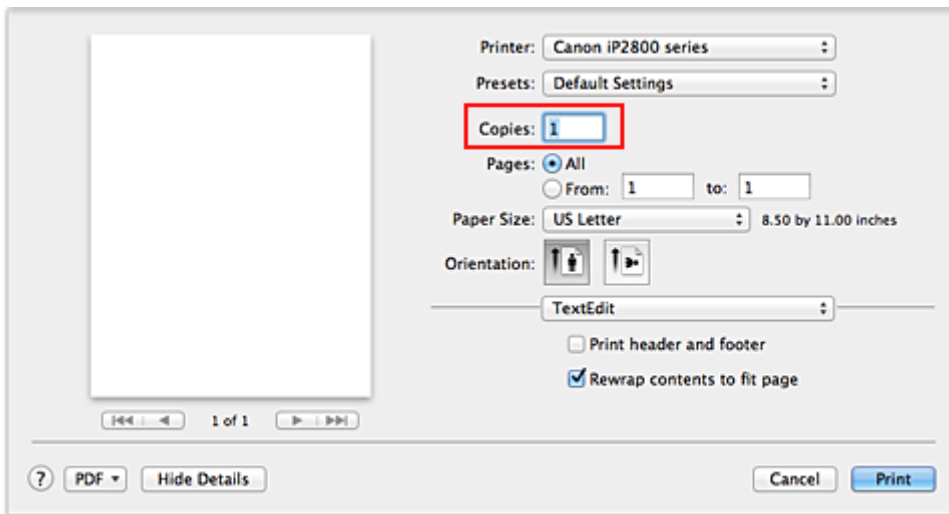 Printer: Canon iP2800 series
Presets: Default Settings
Copies: 1
Pages: All
From: 1 to: 1
Paper Size: US Letter 8.50 by 11.00 inches
Orientation:
TextEdit
Print header and footer
Rewrap contents to fit page
1 of 1
? PDF Hide Details Cancel Print